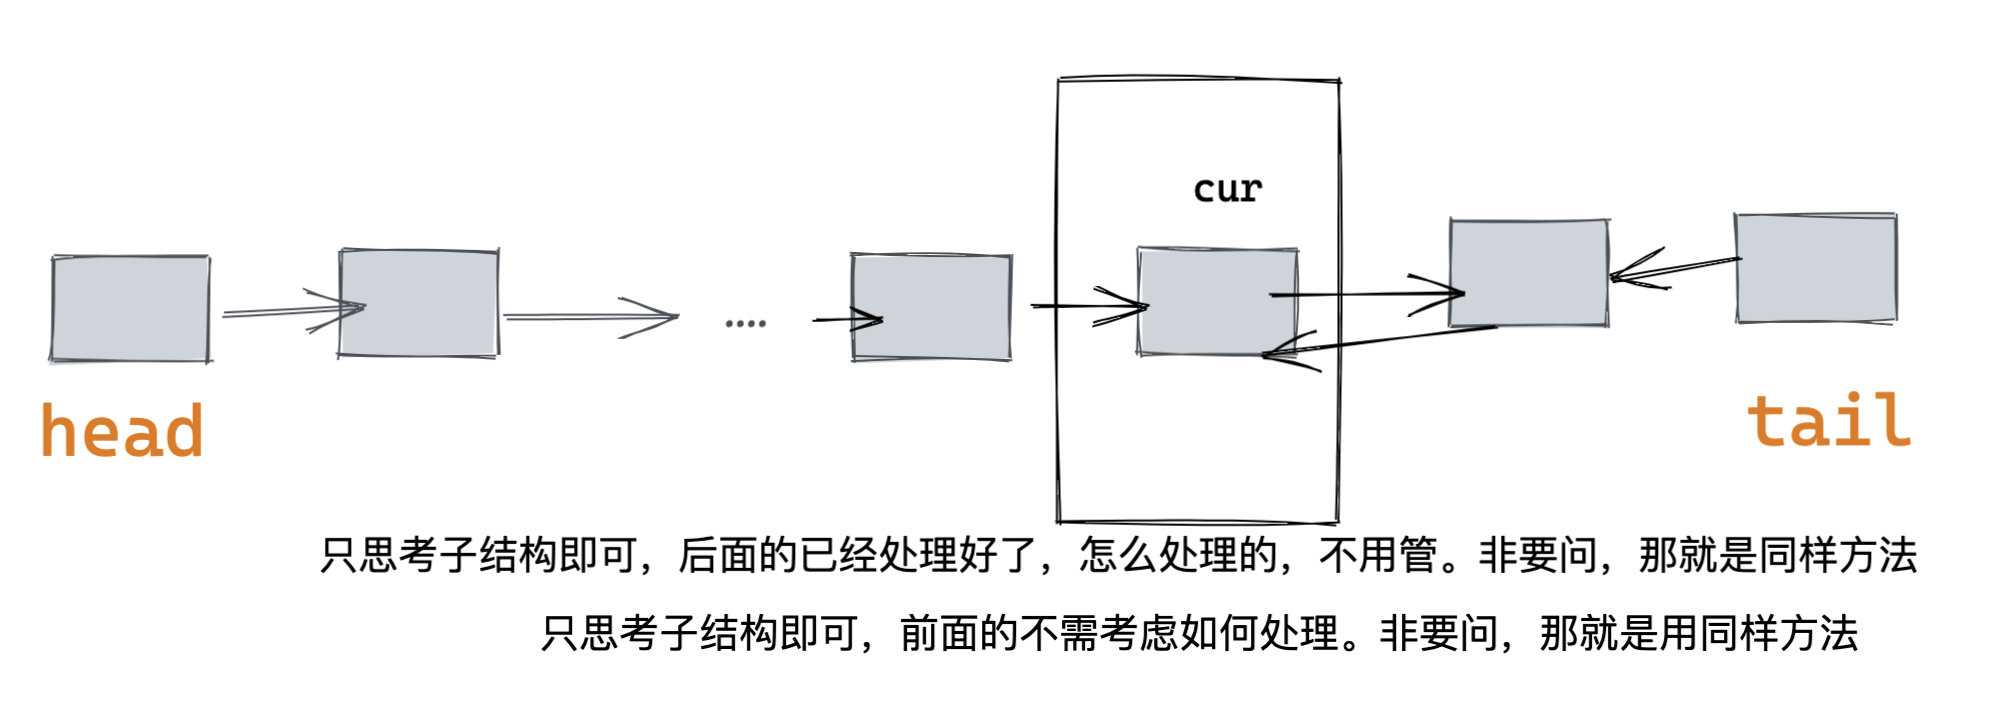 cur
....
head
tail
只思考子结构即可，后面的已经处理好了，怎么处理的，不用管。非要问，那就是同样方法
只思考子结构即可，前面的不需考虑如何处理。非要问，那就是用同样方法